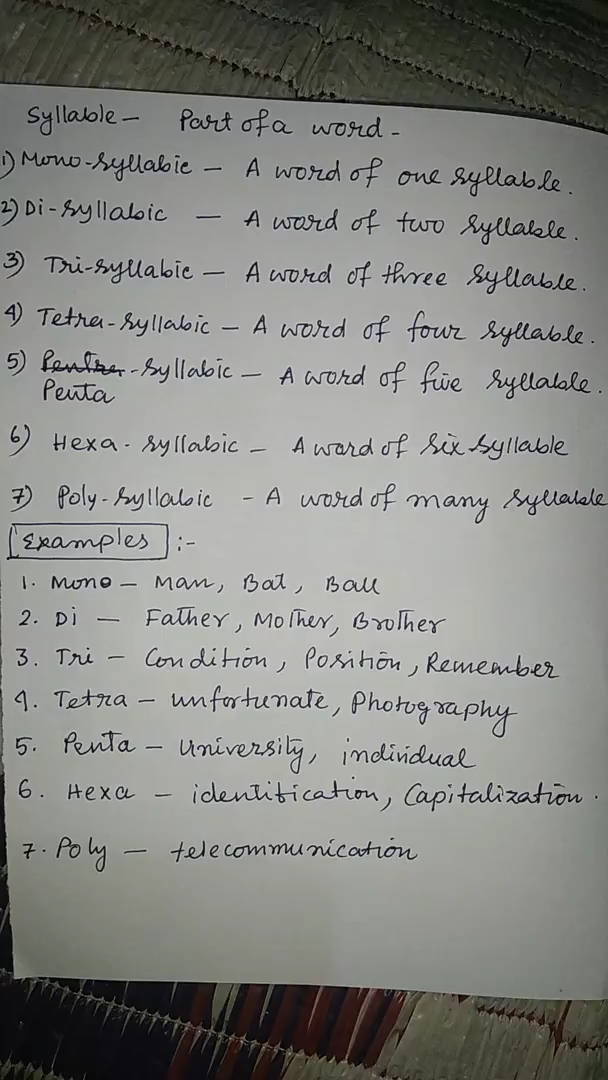 Syllable - Part of a word -
1) Mono-syllabic - A word of one syllable.
2) Di-syllabic - A word of two syllable.
3) Tri-syllabic - A word of three syllable.
4) Tetra-syllabic - A word of four syllable.
5) Pentra-syllabic - A word of five syllable.
Penta
6) Hexa-syllabic - A word of six syllable
7) Poly-syllabic - A word of many syllable
Examples :-
1. Mono - Man, Bat, Ball
2. Di - Father, Mother, Brother
3. Tri - Condition, Position, Remember
4. Tetra - unfortunate, Photography
5. Penta - University, individual
6. Hexa - identification, Capitalization.
7. Poly - telecommunication